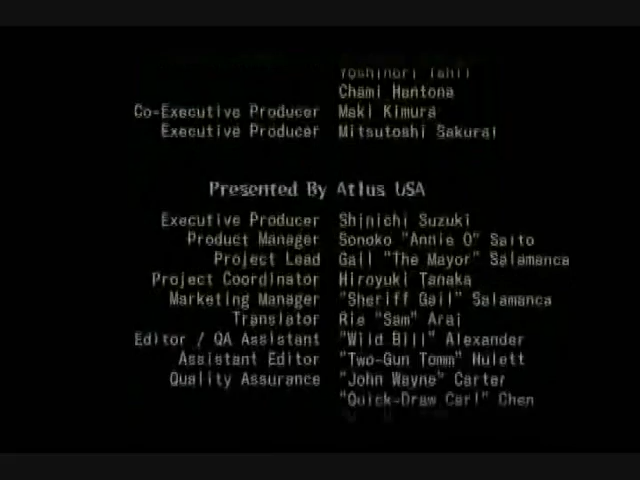 Yoshinori Ishii
Chami Hantona
Co-Executive Producer Maki Kimura
Executive Producer Mitsutoshi Sakurai
Presented By Atlus USA
Executive Producer Shinichi Suzuki
Product Manager Sonoko "Annie O" Saito
Project Lead Gail "The Mayor" Salamanca
Project Coordinator Hiroyuki Tanaka
Marketing Manager "Sheriff Gail" Salamanca
Translator Rie "Sam" Arai
Editor / QA Assistant "Wild Bill" Alexander
Assistant Editor "Two-Gun Tomm" Hulett
Quality Assurance "John Wayne" Carter
"Quick-Draw Carl" Chen